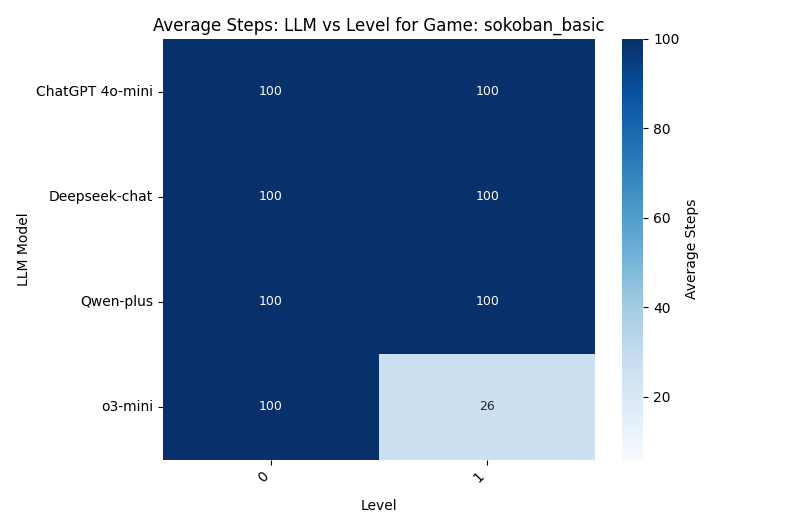 Average Steps: LLM vs Level for Game: sokoban_basic
LLM Model
ChatGPT 4o-mini 100 100
Deepseek-chat 100 100
Qwen-plus 100 100
o3-mini 100 26
0 1
Level
100
80
60
40
20
Average Steps